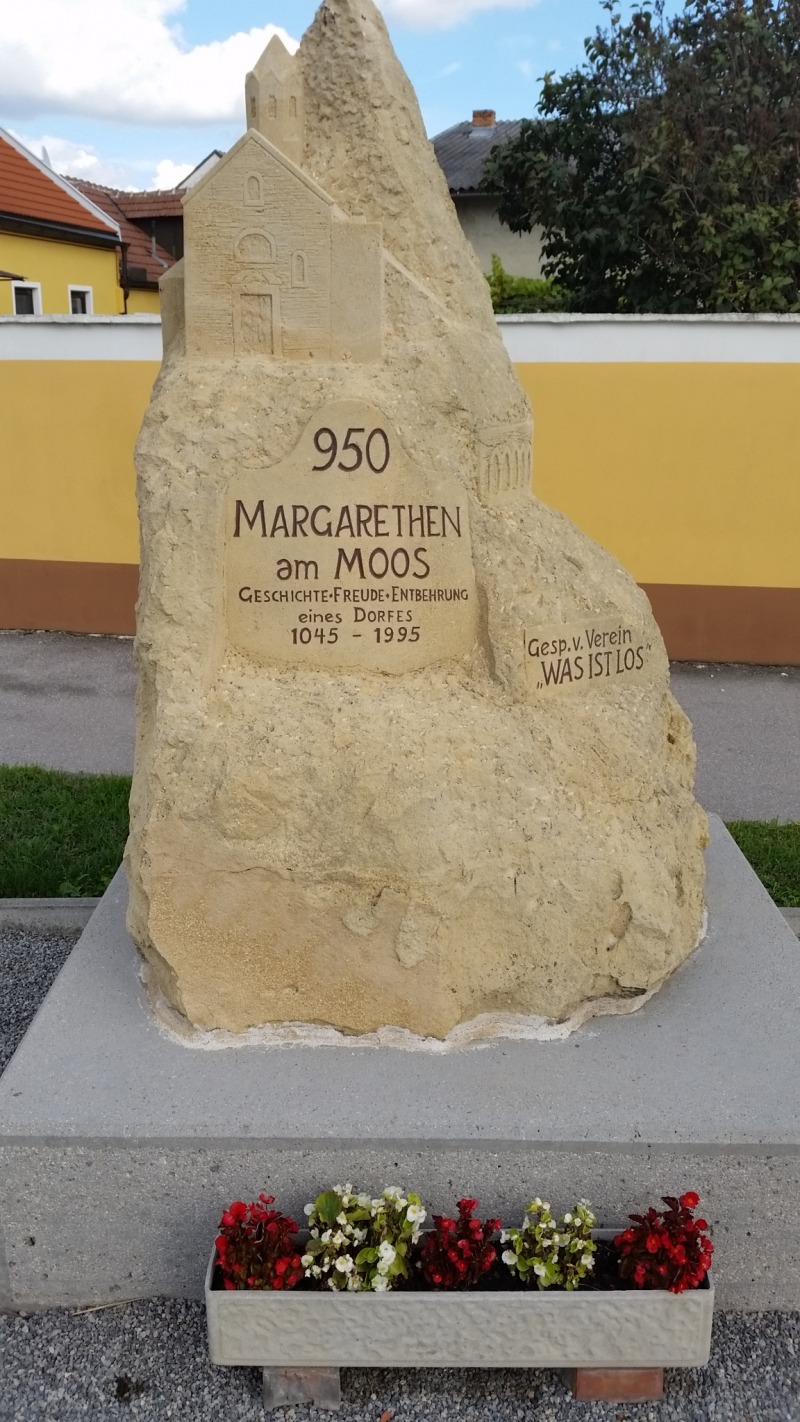 950
MARGARETHEN
am MOOS
GESCHICHTE·FREUDE·ENTBEHRUNG
eines DORFES
1045 - 1995
Gesp. v. Verein
„WAS IST LOS"